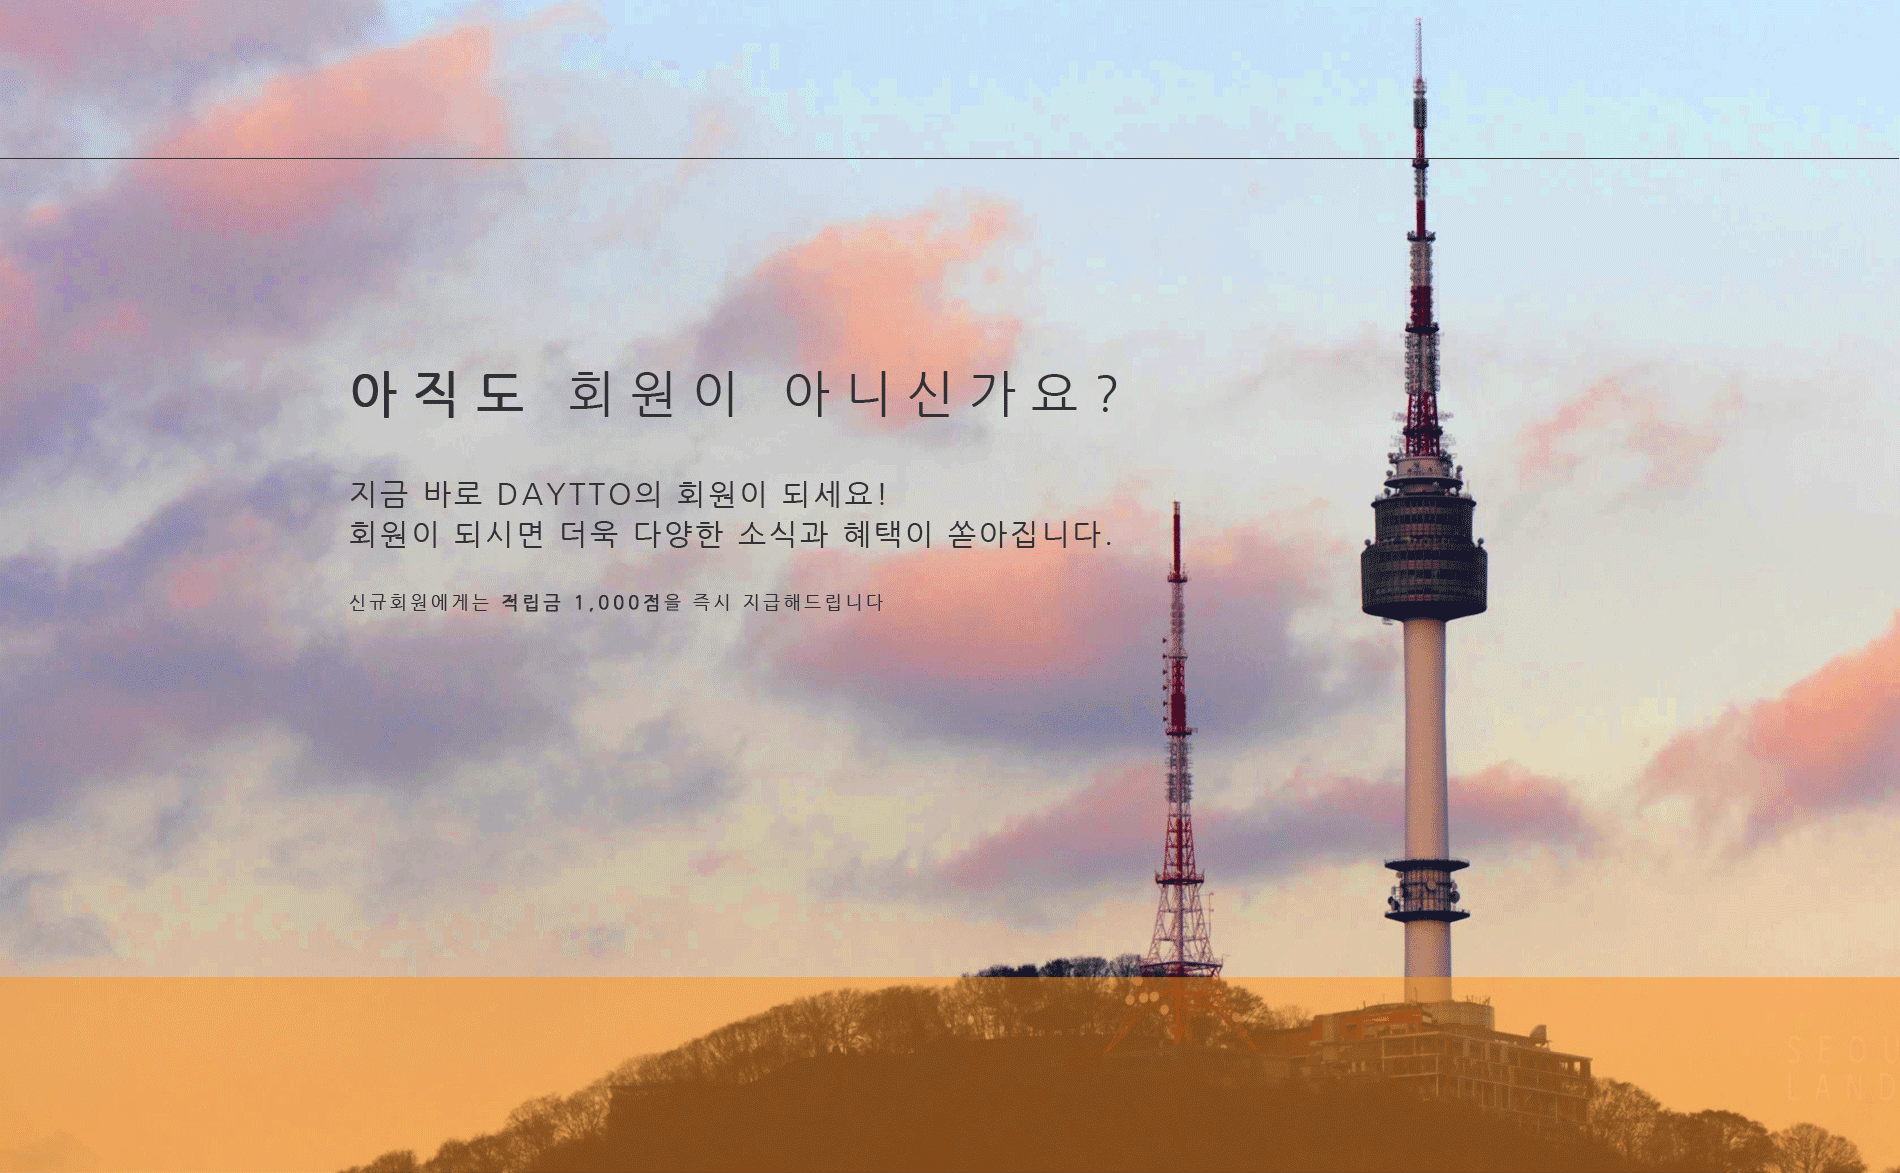 아직도 회원이 아니신가요?
지금 바로 DAYTTO의 회원이 되세요!
회원이 되시면 더욱 다양한 소식과 혜택이 쏟아집니다.
신규회원에게는 적립금 1,000점을 즉시 지급해드립니다
SEOU
LAND